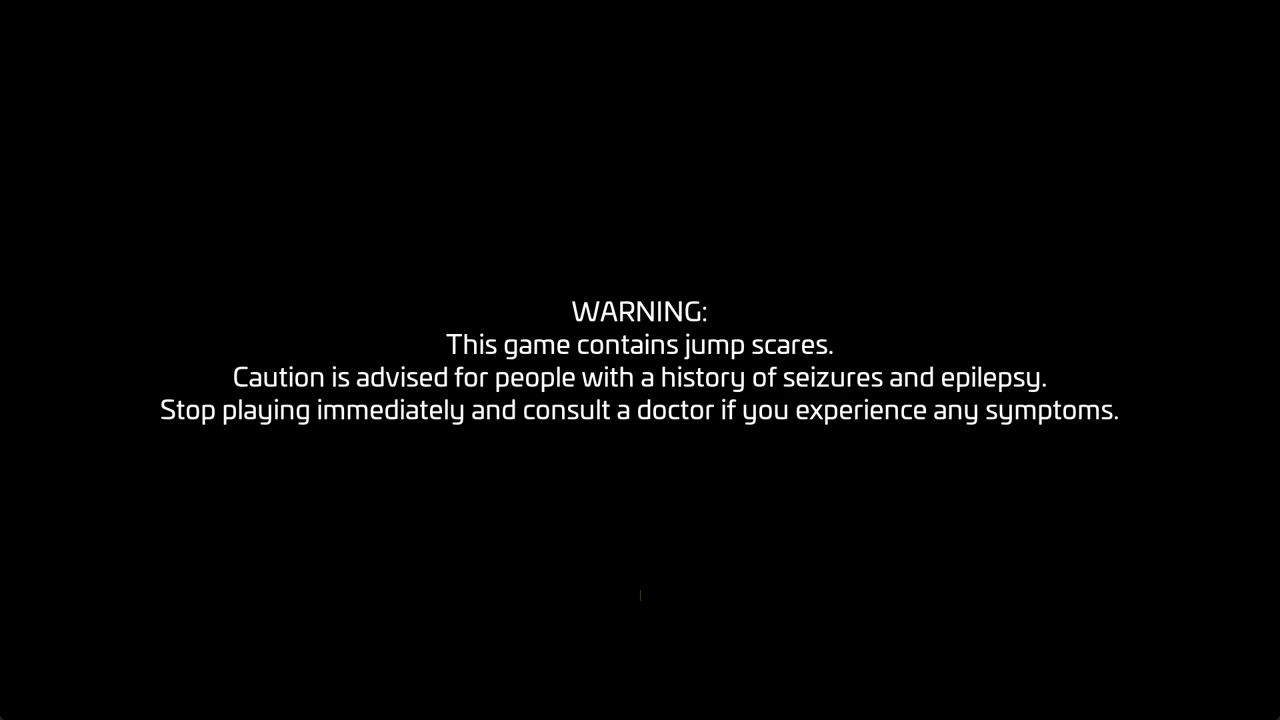 WARNING:
This game contains jump scares.
Caution is advised for people with a history of seizures and epilepsy.
Stop playing immediately and consult a doctor if you experience any symptoms.